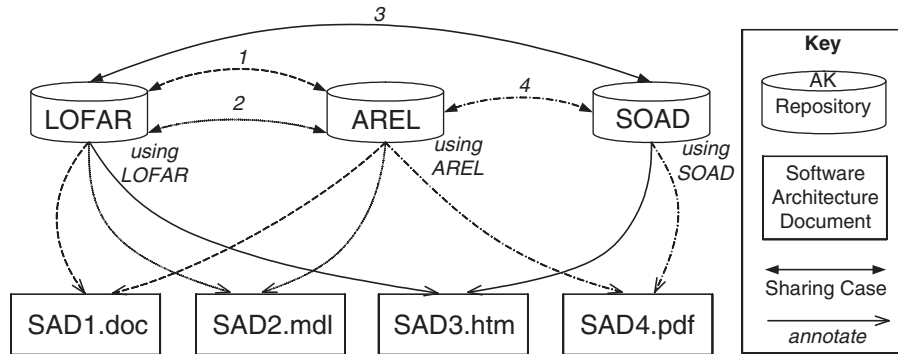 3
1
2
4
LOFAR
AREL
SOAD
using
LOFAR
using
AREL
using
SOAD
SAD1.doc
SAD2.mdl
SAD3.htm
SAD4.pdf
Key
AK
Repository
Software
Architecture
Document
Sharing Case
annotate